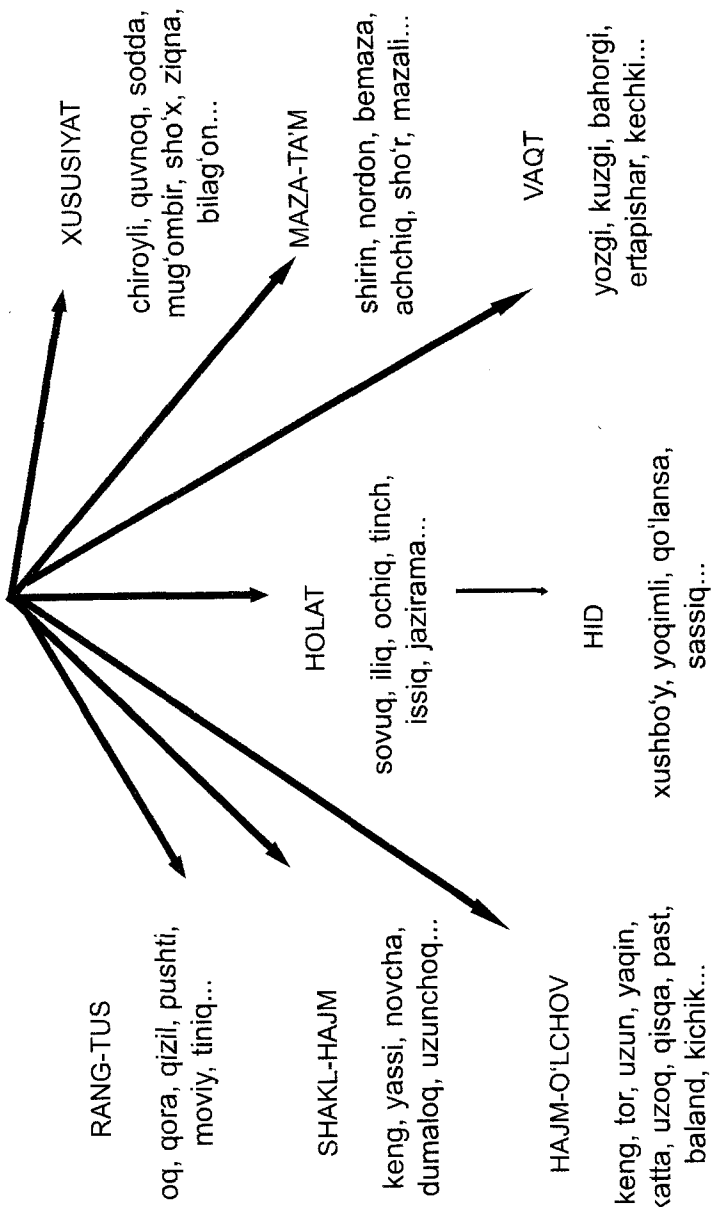 RANG-TUS
oq, qora, qizil, pushti,
moviy, tiniq...
SHAKL-HAJM
keng, yassi, novcha,
dumaloq, uzunchoq...
HAJM-O‘LCHOV
keng, tor, uzun, yaqin,
katta, uzoq, qisqa, past,
baland, kichik...
HOLAT
sovuq, iliq, ochiq, tinch,
issiq, jazirama...
HID
xushbo‘y, yoqimli, qo‘lansa,
sassiq...
XUSUSIYAT
chiroyli, quvnoq, sodda,
mug‘ombir, sho‘x, ziqna,
bilag‘on...
MAZA-TA’M
shirin, nordon, bemaza,
achchiq, sho‘r, mazali...
VAQT
yozgi, kuzgi, bahorgi,
ertapishar, kechki...